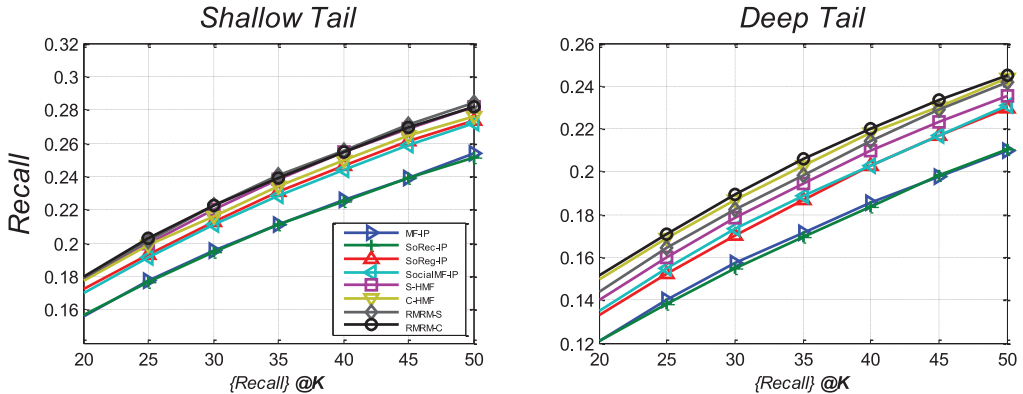 Shallow Tail
Recall
0.32
0.3
0.28
0.26
0.24
0.22
0.2
0.18
0.16
MF-IP
SoRec-IP
SoReg-IP
SocialMF-IP
S-HMF
C-HMF
RMRM-S
RMRM-C
20 25 30 35 40 45 50
{Recall} @K
Deep Tail
0.26
0.24
0.22
0.2
0.18
0.16
0.14
0.12
20 25 30 35 40 45 50
{Recall} @K